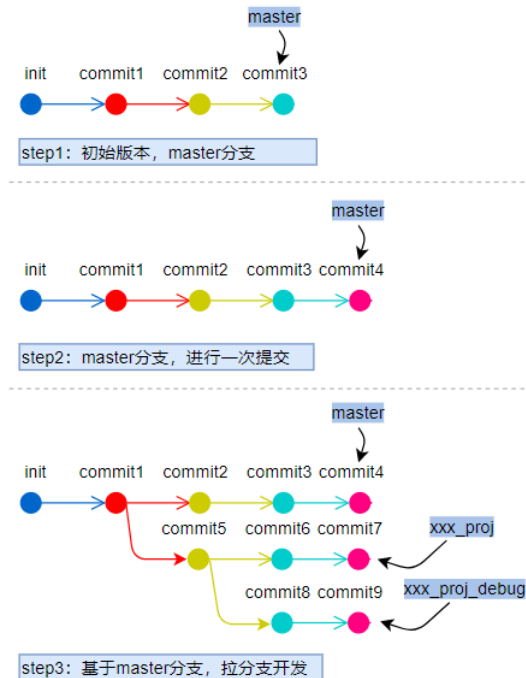 master
init commit1 commit2 commit3
step1：初始版本，master分支
master
init commit1 commit2 commit3 commit4
step2：master分支，进行一次提交
master
init commit1 commit2 commit3 commit4
commit5 commit6 commit7 xxx_proj
commit8 commit9 xxx_proj_debug
step3：基于master分支，拉分支开发